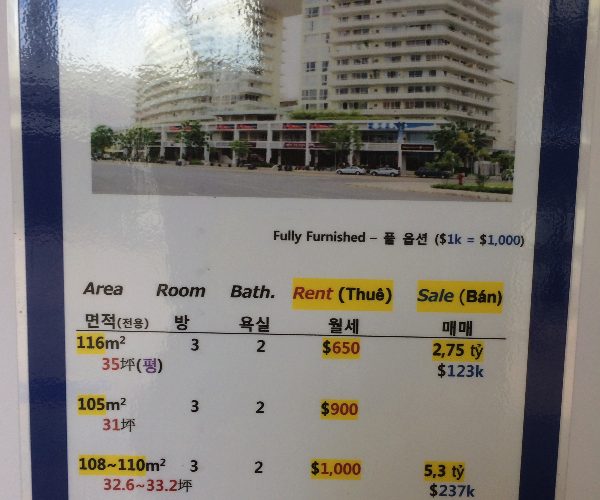 Fully Furnished – 풀 옵션 ($1k = $1,000)
Area Room Bath. Rent (Thuê) Sale (Bán)
면적(전용) 방 욕실 월세 매매
116m² 3 2 $650 2,75 tỷ
35坪(평) $123k
105m² 3 2 $900
31坪
108~110m² 3 2 $1,000 5,3 tỷ
32.6~33.2坪 $237k